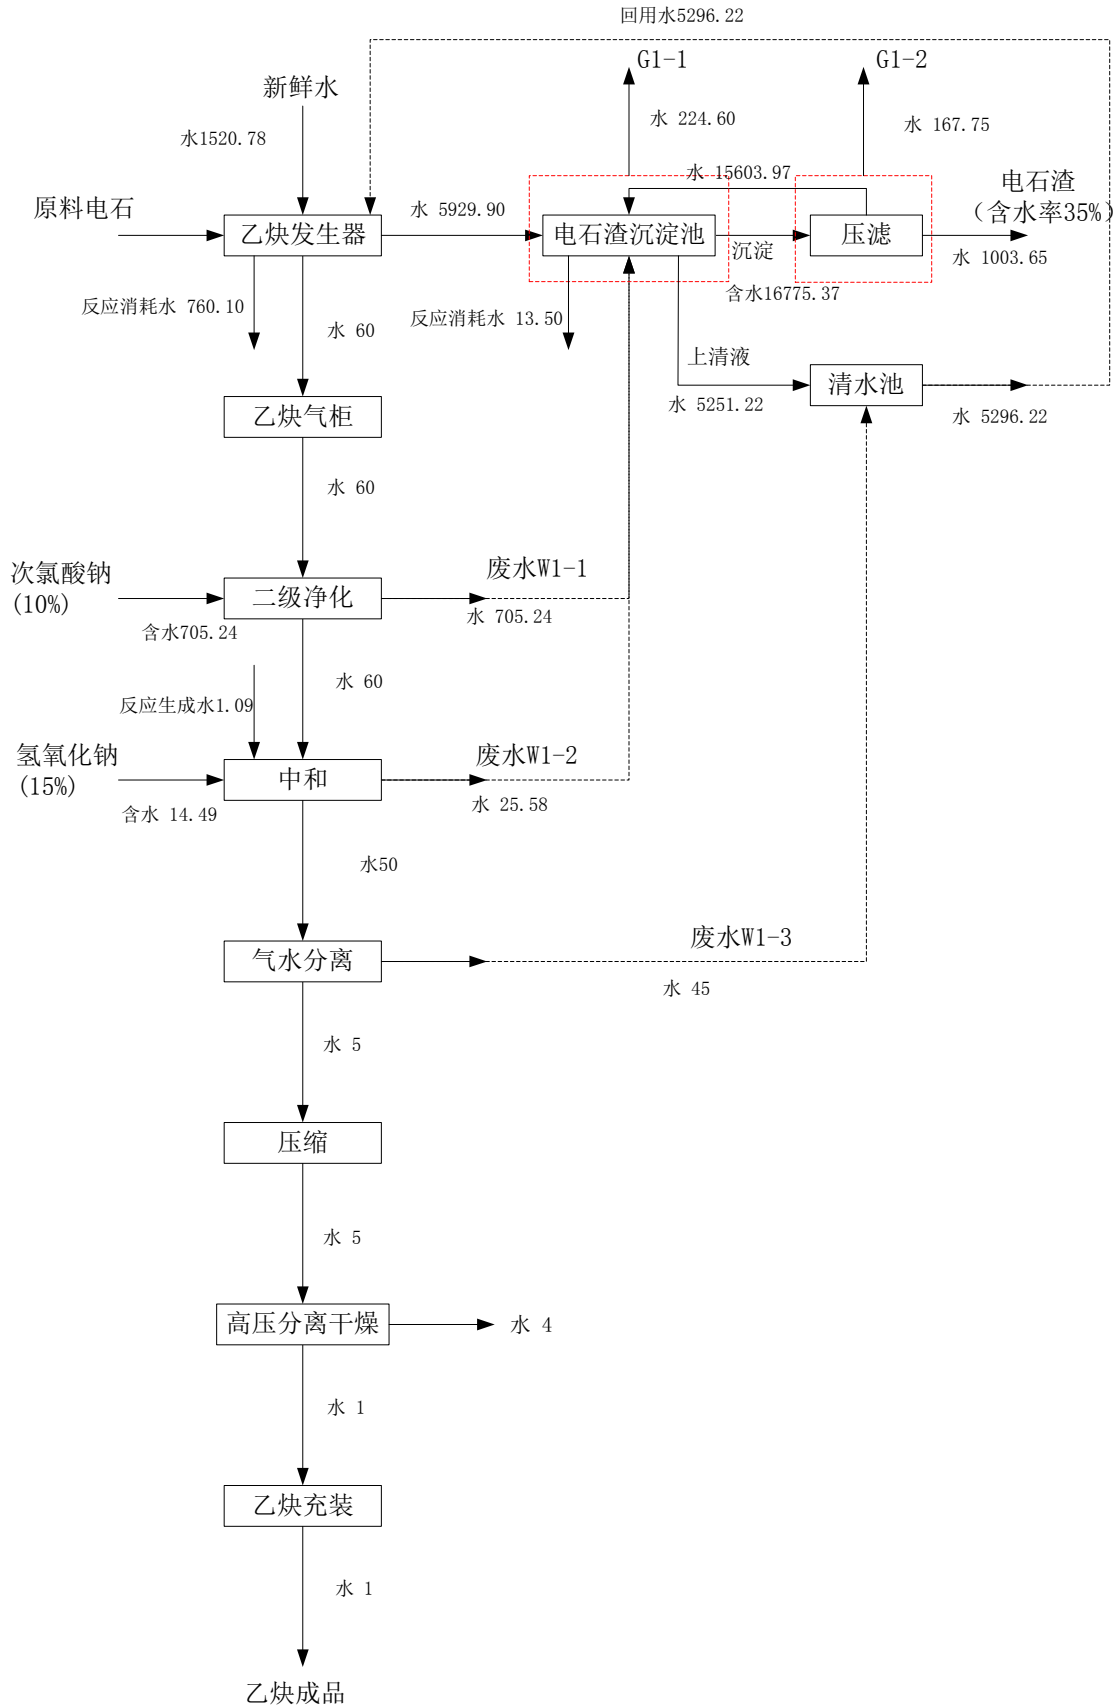 回用水5296.22
G1-1
G1-2
新鲜水
水 224.60
水 167.75
水1520.78
水 15603.97
电石渣
（含水率35%）
原料电石
水 5929.90
乙炔发生器
电石渣沉淀池
沉淀
压滤
水 1003.65
反应消耗水 760.10
反应消耗水 13.50
含水16775.37
水 60
上清液
清水池
水 5251.22
水 5296.22
乙炔气柜
水 60
次氯酸钠
(10%)
废水W1-1
二级净化
含水705.24
水 705.24
水 60
反应生成水1.09
氢氧化钠
(15%)
废水W1-2
中和
含水 14.49
水 25.58
水50
废水W1-3
气水分离
水 45
水 5
压缩
水 5
高压分离干燥
水 4
水 1
乙炔充装
水 1
乙炔成品